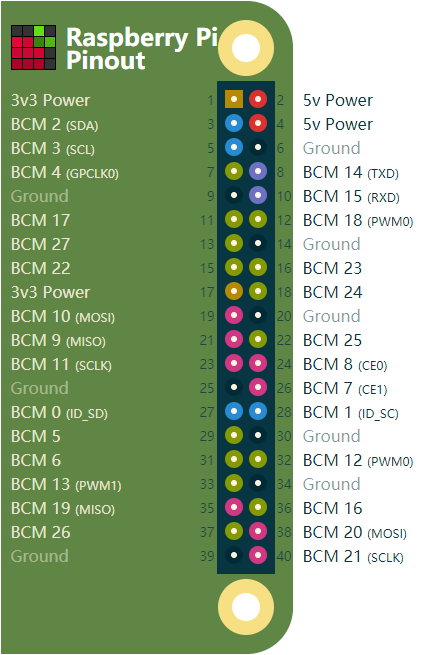 Raspberry Pi
Pinout
3v3 Power 1 2 5v Power
BCM 2 (SDA) 3 4 5v Power
BCM 3 (SCL) 5 6 Ground
BCM 4 (GPCLK0) 7 8 BCM 14 (TXD)
Ground 9 10 BCM 15 (RXD)
BCM 17 11 12 BCM 18 (PWM0)
BCM 27 13 14 Ground
BCM 22 15 16 BCM 23
3v3 Power 17 18 BCM 24
BCM 10 (MOSI) 19 20 Ground
BCM 9 (MISO) 21 22 BCM 25
BCM 11 (SCLK) 23 24 BCM 8 (CE0)
Ground 25 26 BCM 7 (CE1)
BCM 0 (ID_SD) 27 28 BCM 1 (ID_SC)
BCM 5 29 30 Ground
BCM 6 31 32 BCM 12 (PWM0)
BCM 13 (PWM1) 33 34 Ground
BCM 19 (MISO) 35 36 BCM 16
BCM 26 37 38 BCM 20 (MOSI)
Ground 39 40 BCM 21 (SCLK)